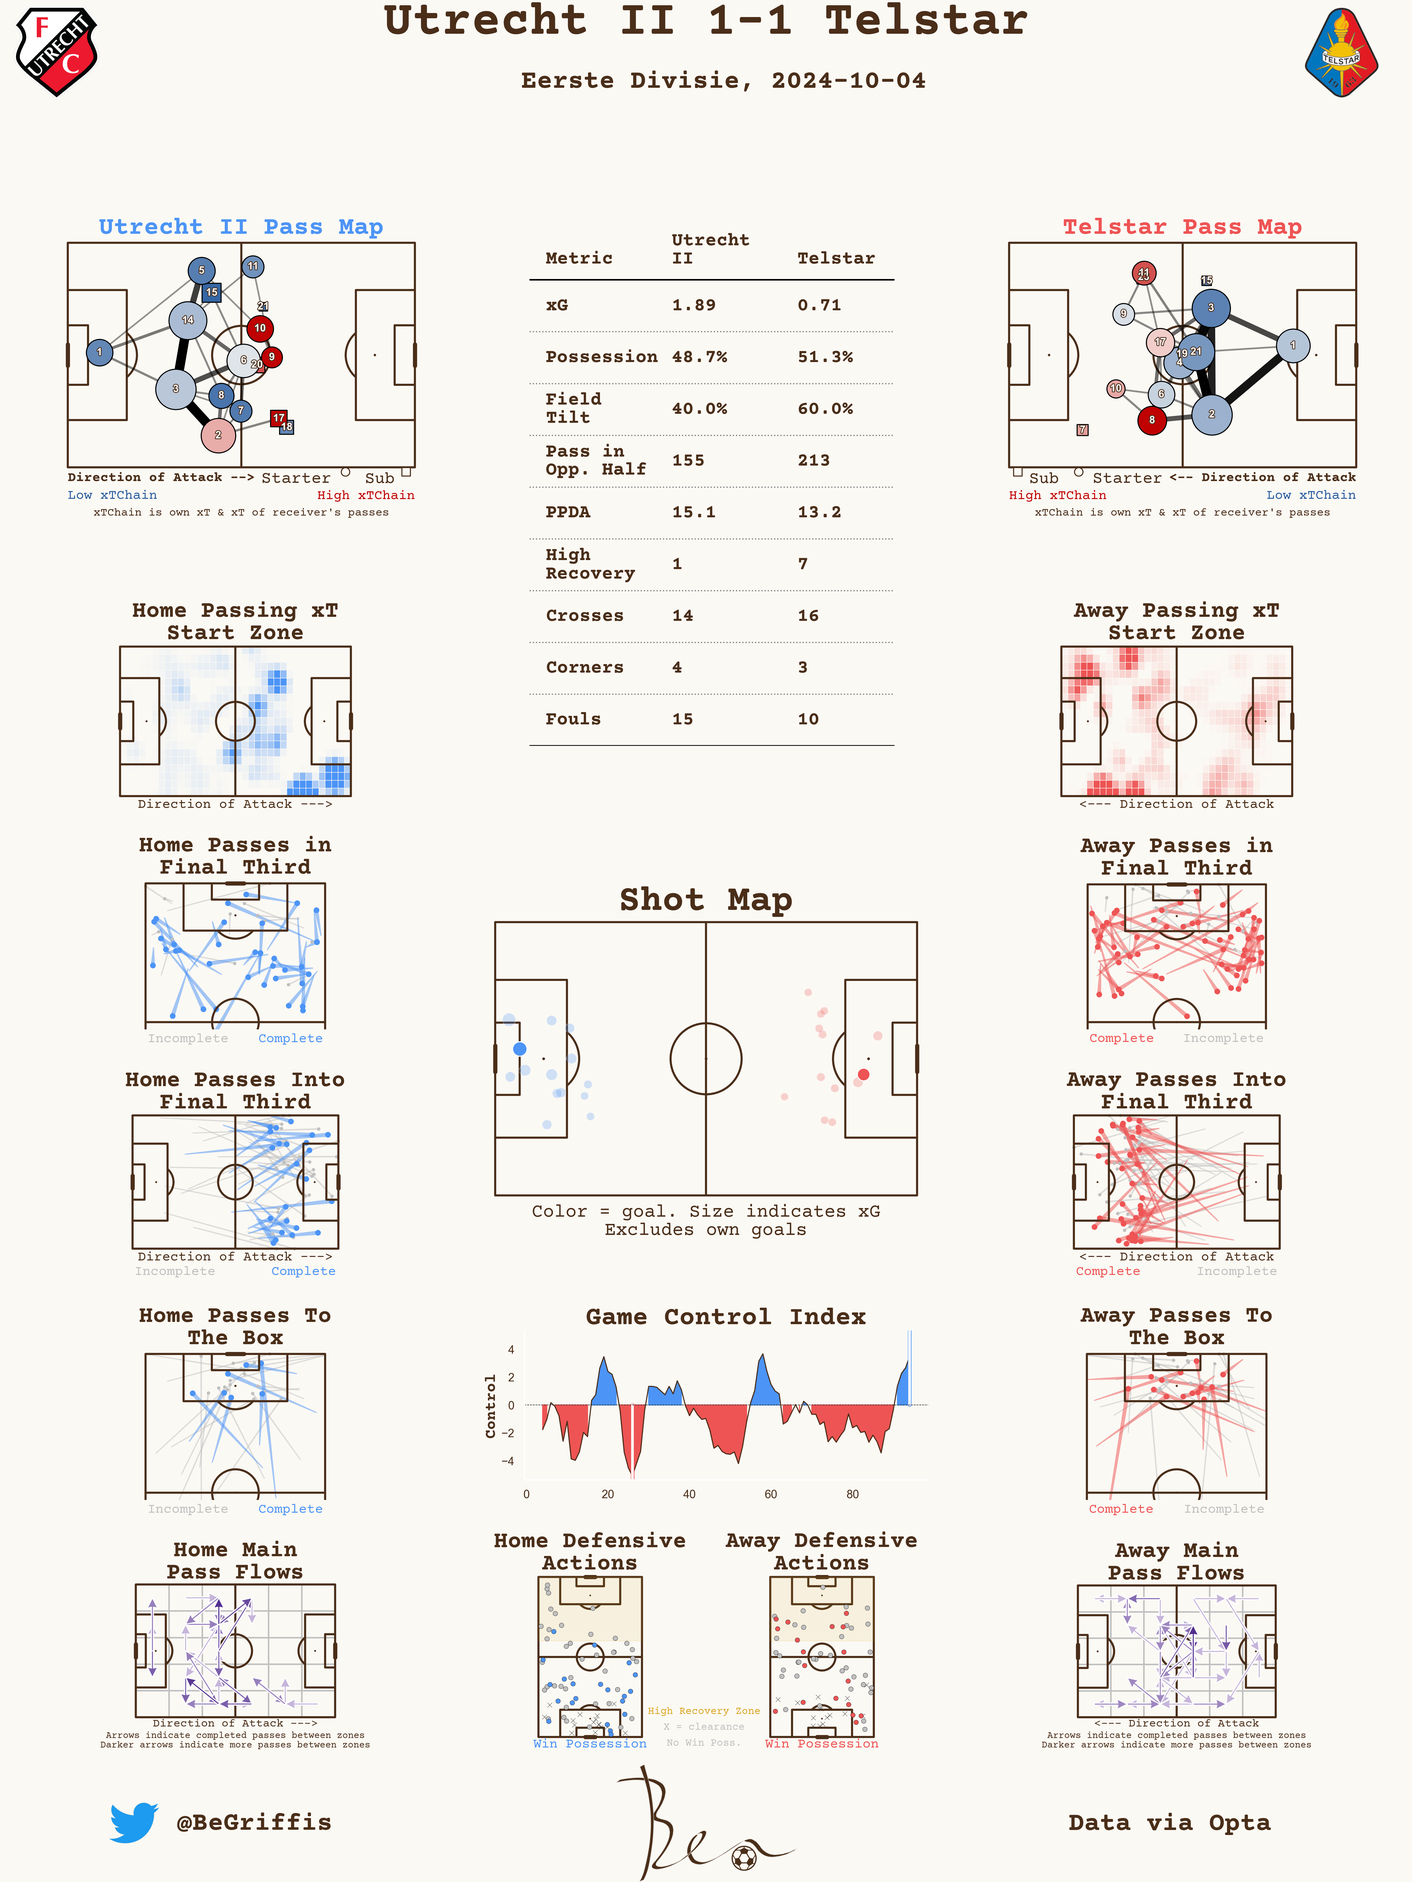 Utrecht II 1-1 Telstar
Eerste Divisie, 2024-10-04
F
UTRECHT
C
TELSTAR
Utrecht II Pass Map
5
11
15
21
14
10
1
6
9
20
3
8
7
17
18
2
Direction of Attack --> Starter Sub
Low xTChain High xTChain
xTChain is own xT & xT of receiver's passes
Metric Utrecht II Telstar
xG 1.89 0.71
Possession 48.7% 51.3%
Field Tilt 40.0% 60.0%
Pass in Opp. Half 155 213
PPDA 15.1 13.2
High Recovery 1 7
Crosses 14 16
Corners 4 3
Fouls 15 10
Telstar Pass Map
11
15
3
9
17
19
21
4
1
10
6
8
2
7
Sub Starter <-- Direction of Attack
High xTChain Low xTChain
xTChain is own xT & xT of receiver's passes
Home Passing xT
Start Zone
Direction of Attack --->
Away Passing xT
Start Zone
<--- Direction of Attack
Home Passes in
Final Third
Incomplete Complete
Away Passes in
Final Third
Complete Incomplete
Shot Map
Color = goal. Size indicates xG
Excludes own goals
Home Passes Into
Final Third
Direction of Attack --->
Incomplete Complete
Away Passes Into
Final Third
<--- Direction of Attack
Complete Incomplete
Home Passes To
The Box
Incomplete Complete
Game Control Index
Control
4
2
0
−2
−4
0 20 40 60 80
Away Passes To
The Box
Complete Incomplete
Home Main
Pass Flows
Direction of Attack --->
Arrows indicate completed passes between zones
Darker arrows indicate more passes between zones
Home Defensive
Actions
Win Possession
High Recovery Zone
X = clearance
No Win Poss.
Away Defensive
Actions
Win Possession
Away Main
Pass Flows
<--- Direction of Attack
Arrows indicate completed passes between zones
Darker arrows indicate more passes between zones
@BeGriffis
Ben
Data via Opta